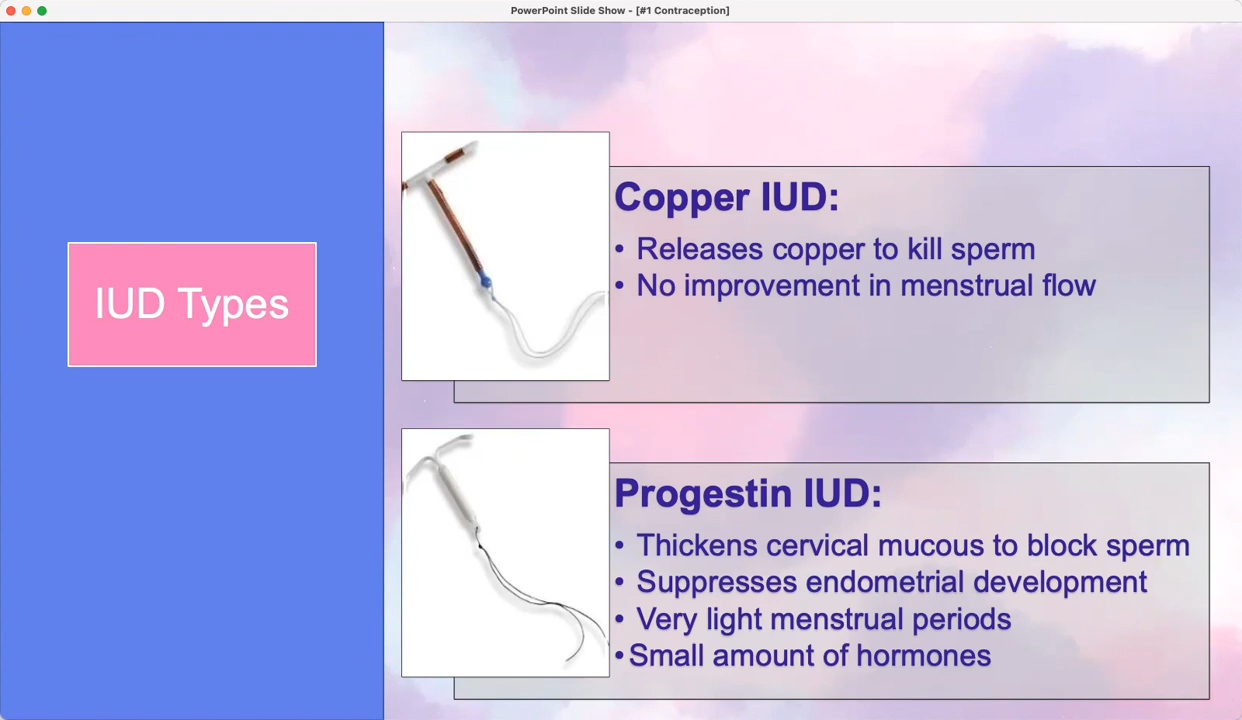 PowerPoint Slide Show - [#1 Contraception]
IUD Types
Copper IUD:
• Releases copper to kill sperm
• No improvement in menstrual flow
Progestin IUD:
• Thickens cervical mucous to block sperm
• Suppresses endometrial development
• Very light menstrual periods
• Small amount of hormones